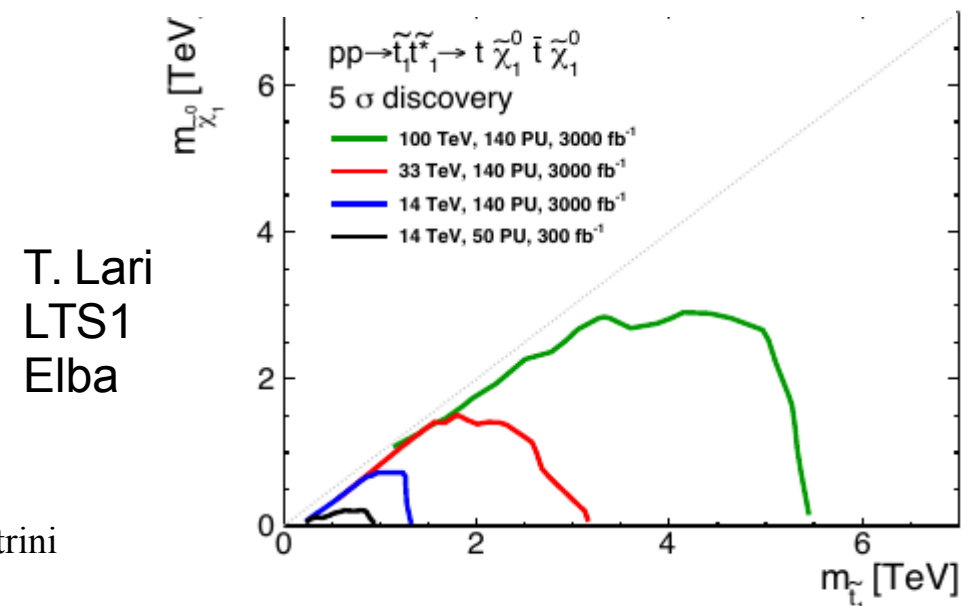 pp→t̃₁t̃*₁→ t χ̃⁰₁ t̄ χ̃⁰₁
5 σ discovery
100 TeV, 140 PU, 3000 fb⁻¹
33 TeV, 140 PU, 3000 fb⁻¹
14 TeV, 140 PU, 3000 fb⁻¹
14 TeV, 50 PU, 300 fb⁻¹
m_χ̃⁰₁ [TeV]
6
4
2
0
0
2
4
6
m_t̃₁ [TeV]
T. Lari
LTS1
Elba
trini